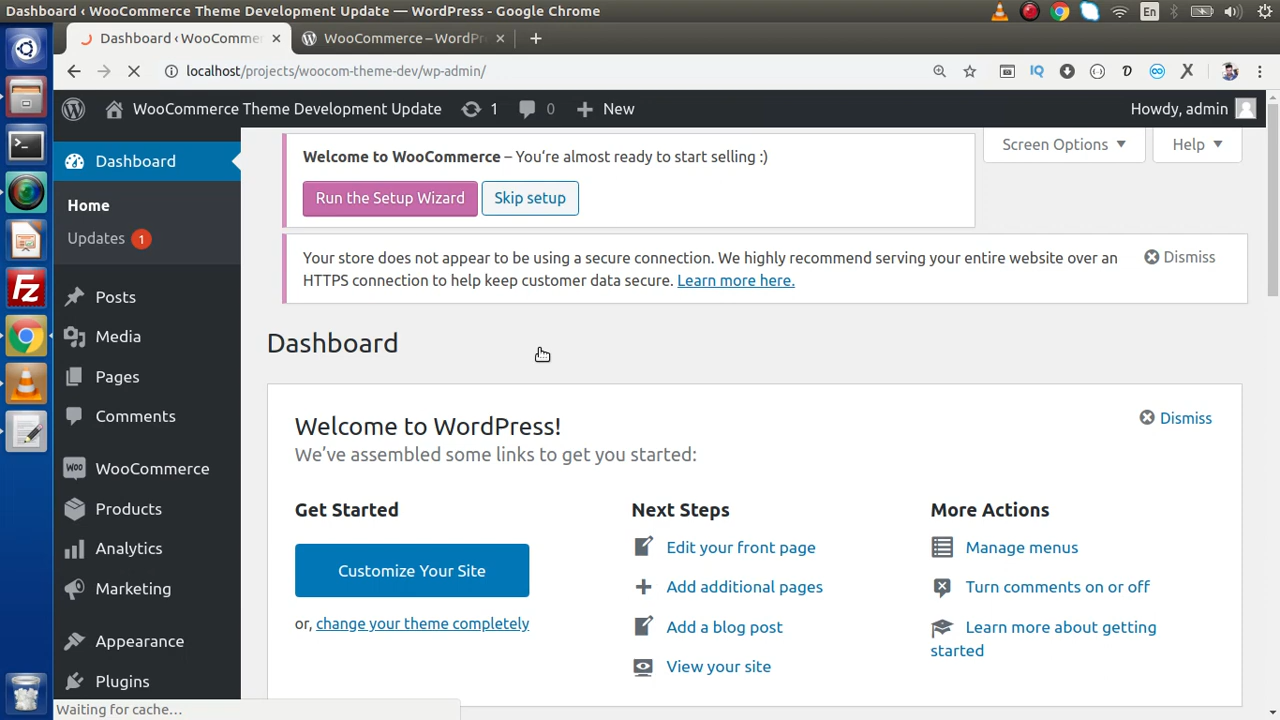 Dashboard ‹ WooCommerce Theme Development Update — WordPress - Google Chrome
En
Dashboard ‹ WooComme
WooCommerce – WordPr
localhost/projects/woocom-theme-dev/wp-admin/
IQ
WooCommerce Theme Development Update
1
0
New
Howdy, admin
Dashboard
Home
Updates 1
Posts
Media
Pages
Comments
WooCommerce
Products
Analytics
Marketing
Appearance
Plugins
Welcome to WooCommerce – You're almost ready to start selling :)
Run the Setup Wizard
Skip setup
Screen Options
Help
Your store does not appear to be using a secure connection. We highly recommend serving your entire website over an
HTTPS connection to help keep customer data secure. Learn more here.
Dismiss
Dashboard
Welcome to WordPress!
Dismiss
We've assembled some links to get you started:
Get Started
Customize Your Site
or, change your theme completely
Next Steps
Edit your front page
Add additional pages
Add a blog post
View your site
More Actions
Manage menus
Turn comments on or off
Learn more about getting
started
Waiting for cache…